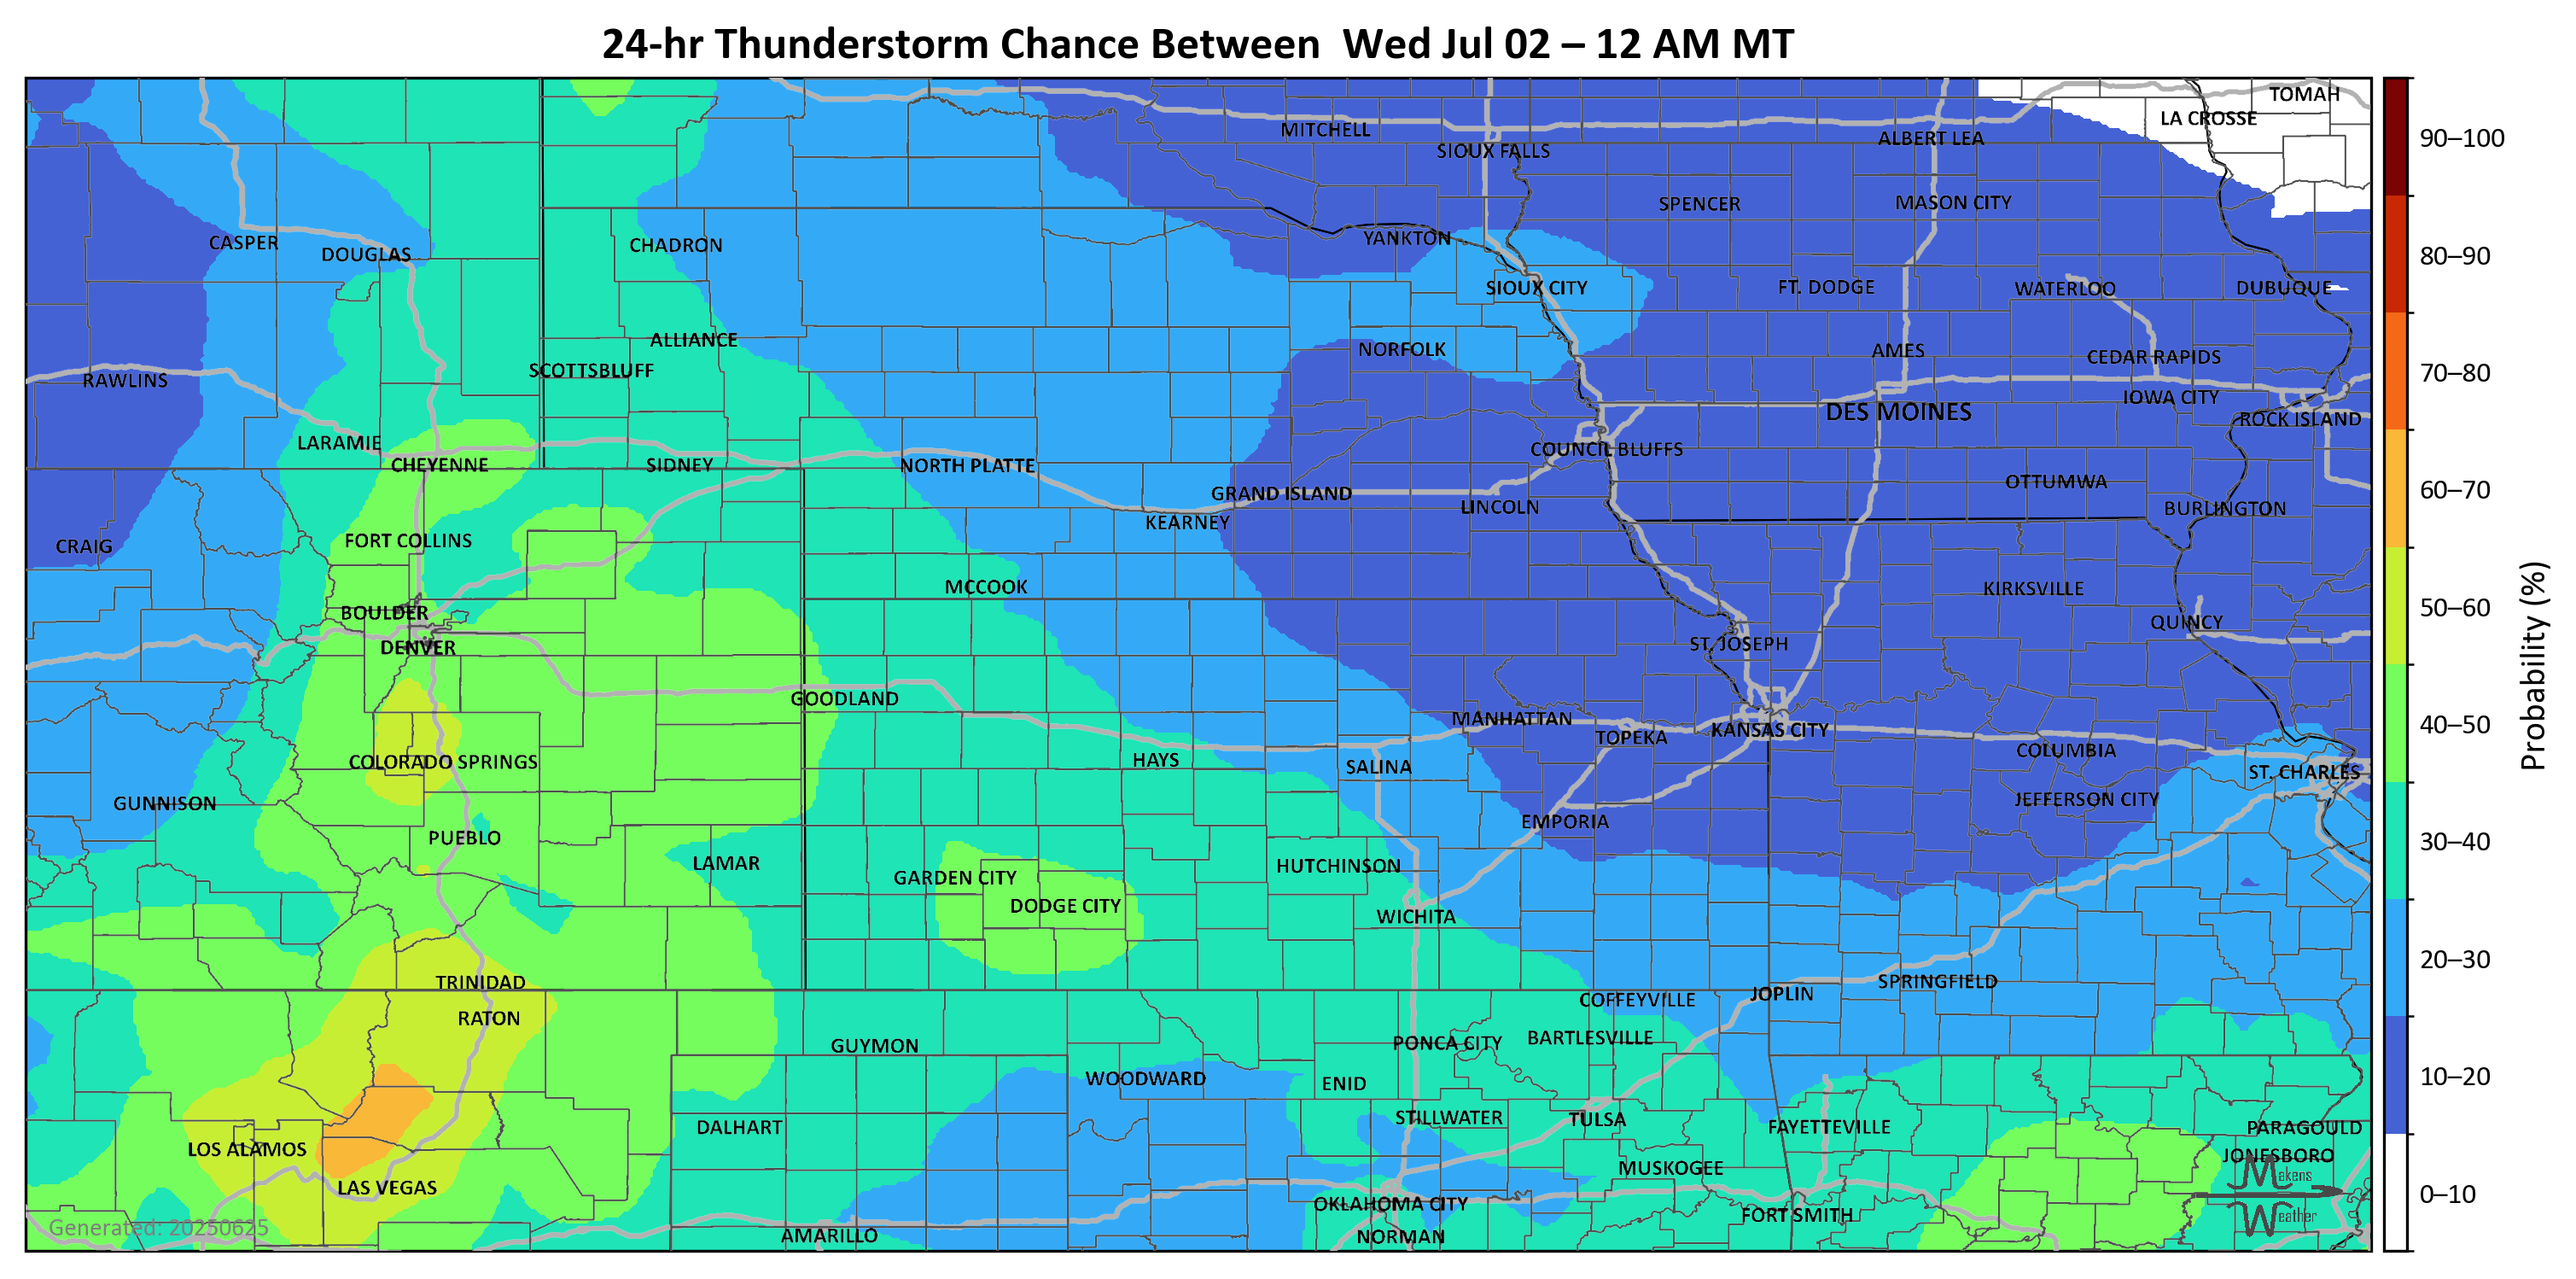 24-hr Thunderstorm Chance Between Wed Jul 02 – 12 AM MT
TOMAH
LA CROSSE
MITCHELL
ALBERT LEA
SIOUX FALLS
SPENCER
MASON CITY
CASPER
DOUGLAS
CHADRON
YANKTON
SIOUX CITY
FT. DODGE
WATERLOO
DUBUQUE
ALLIANCE
NORFOLK
AMES
CEDAR RAPIDS
RAWLINS
SCOTTSBLUFF
IOWA CITY
DES MOINES
ROCK ISLAND
LARAMIE
COUNCIL BLUFFS
CHEYENNE
SIDNEY
NORTH PLATTE
OTTUMWA
GRAND ISLAND
LINCOLN
BURLINGTON
KEARNEY
CRAIG
FORT COLLINS
MCCOOK
KIRKSVILLE
BOULDER
QUINCY
DENVER
ST. JOSEPH
GOODLAND
MANHATTAN
TOPEKA
KANSAS CITY
COLUMBIA
COLORADO SPRINGS
HAYS
SALINA
ST. CHARLES
GUNNISON
JEFFERSON CITY
EMPORIA
PUEBLO
LAMAR
HUTCHINSON
GARDEN CITY
DODGE CITY
WICHITA
TRINIDAD
SPRINGFIELD
JOPLIN
COFFEYVILLE
RATON
BARTLESVILLE
GUYMON
PONCA CITY
WOODWARD
ENID
STILLWATER
TULSA
DALHART
FAYETTEVILLE
PARAGOULD
LOS ALAMOS
JONESBORO
MUSKOGEE
LAS VEGAS
OKLAHOMA CITY
FORT SMITH
AMARILLO
NORMAN
Generated: 20250625
Makens
Weather
90–100
80–90
70–80
60–70
50–60
40–50
30–40
20–30
10–20
0–10
Probability (%)